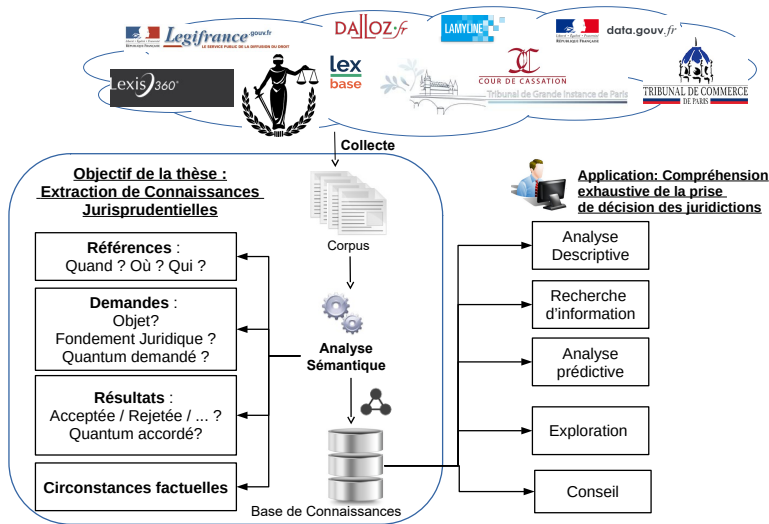 Legifrance.gouv.fr
LE SERVICE PUBLIC DE LA DIFFUSION DU DROIT
RÉPUBLIQUE FRANÇAISE
DALLOZ.fr
LAMYLINE
RÉPUBLIQUE FRANÇAISE
data.gouv.fr
Lexis 360°
lex
base
COUR DE CASSATION
Tribunal de Grande Instance de Paris
TRIBUNAL DE COMMERCE
DE PARIS
Collecte
Objectif de la thèse :
Extraction de Connaissances
Jurisprudentielles
Corpus
Application: Compréhension
exhaustive de la prise
de décision des juridictions
Références :
Quand ? Où ? Qui ?
Demandes :
Objet?
Fondement Juridique ?
Quantum demandé ?
Résultats :
Acceptée / Rejetée / ... ?
Quantum accordé?
Circonstances factuelles
Analyse
Sémantique
Base de Connaissances
Analyse
Descriptive
Recherche
d'information
Analyse
prédictive
Exploration
Conseil